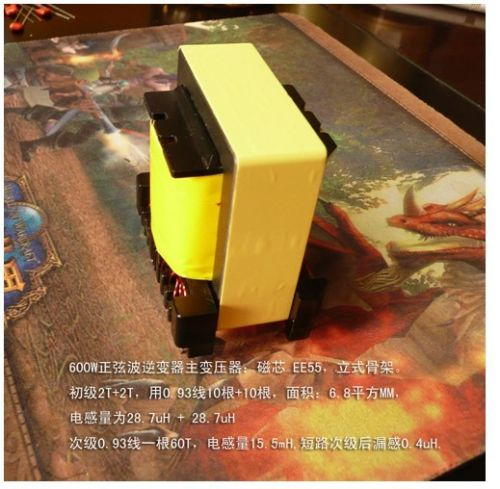 600W正弦波逆变器主变压器：磁芯 EE55，立式骨架。
初级2T+2T，用0.93线10根+10根，面积：6.8平方MM，
电感量为28.7uH + 28.7uH
次级0.93线一根60T，电感量15.5mH.短路次级后漏感0.4uH.